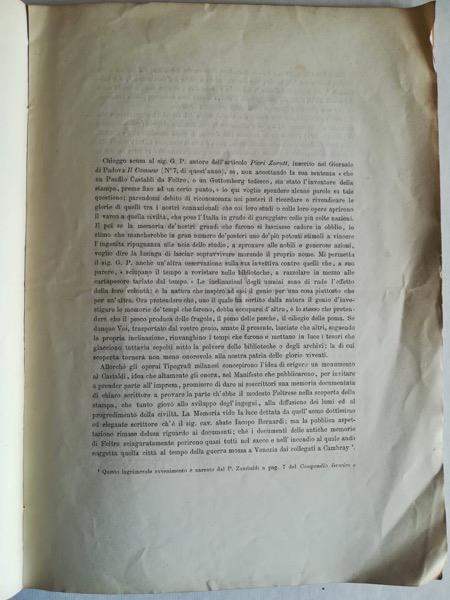 Chieggo scusa al sig. G. P. autore dell'articolo Pieri Zorutt, inscrito nel Giornale
di Padova Il Comune (N° 7, di quest'anno), se, non accettando la sua sentenza « che
su Panfilo Castaldi da Feltre, o un Guttemberg tedesco, sia stato l'inventore della
stampa, preme fino ad un certo punto, » io qui voglio spendere alcune parole su tale
questione; parendomi debito di riconoscenza nei posteri il ricordare o rivendicare le
glorie di quelli tra i nostri connazionali che coi loro studi o colle loro opere aprirono
il varco a quella civiltà, che pose l'Italia in grado di gareggiare colle più colte nazioni.
E poi se la memoria de' nostri grandi che furono si lasciasse cadere in obblio, io
stimo che mancherebbe in gran numero de' posteri uno de' più potenti stimoli a vincere
l'ingenita ripugnanza alle noie dello studio, a spronare alle nobili e generose azioni,
voglio dire la lusinga di lasciar sopravvivere morendo il proprio nome. Mi permetta
il sig. G. P. anche un'altra osservazione sulla sua invettiva contro quelli che, a suo
parere, « sciupano il tempo a rovistare nelle biblioteche, a razzolare in mezzo alle
cartapecore tarlate dal tempo. » Le inclinazioni degli uomini sono di rado l'effetto
della loro volontà; è la natura che inspira ad essi il genio per una cosa piuttosto che
per un'altra. Ora pretendere che, uno il quale ha sortito dalla natura il genio d'inve-
stigare le memorie de' tempi che furono, debba occuparsi d'altro, è lo stesso che preten-
dere che il pesco produca delle fragole, il pomo delle pesche, il ciliegio delle poma. Se
dunque Voi, trasportato dal vostro genio, amate il presente, lasciate che altri, seguendo
la propria inclinazione, rinvanghino i tempi che furono e mettano in luce i tesori che
giacciono tuttavia sepolti sotto la polvere delle biblioteche o degli archivi; la di cui
scoperta tornerà non meno onorevole alla nostra patria delle glorie viventi.
Allorchè gli operai Tipografi milanesi concepirono l'idea di erigere un monumento
al Castaldi, idea che altamente gli onora, nel Manifesto che pubblicarono, per invitare
a prender parte all'impresa, promisero di dare ai soscrittori una memoria documentata
di chiaro scrittore a provare la parte ch'ebbe il modesto Feltrese nella scoperta della
stampa, che tanto giovò allo sviluppo degl'ingegni, alla diffusione dei lumi ed al
progredimento della civiltà. La Memoria vide la luce dettata da quell'uomo dottissimo
ed elegante scrittore ch'è il sig. cav. abate Iacopo Bernardi; ma la pubblica aspet-
tazione rimase delusa riguardo ai documenti; chè i documenti delle antiche memorie
di Feltre sciaguratamente perirono quasi tutti nel sacco e nell'incendio al quale andò
soggetta quella città al tempo della guerra mossa a Venezia dai collegati a Cambray ¹.
¹ Questo lagrimevole avvenimento è narrato dal P. Zanibaldi a pag. 7 del Compendio